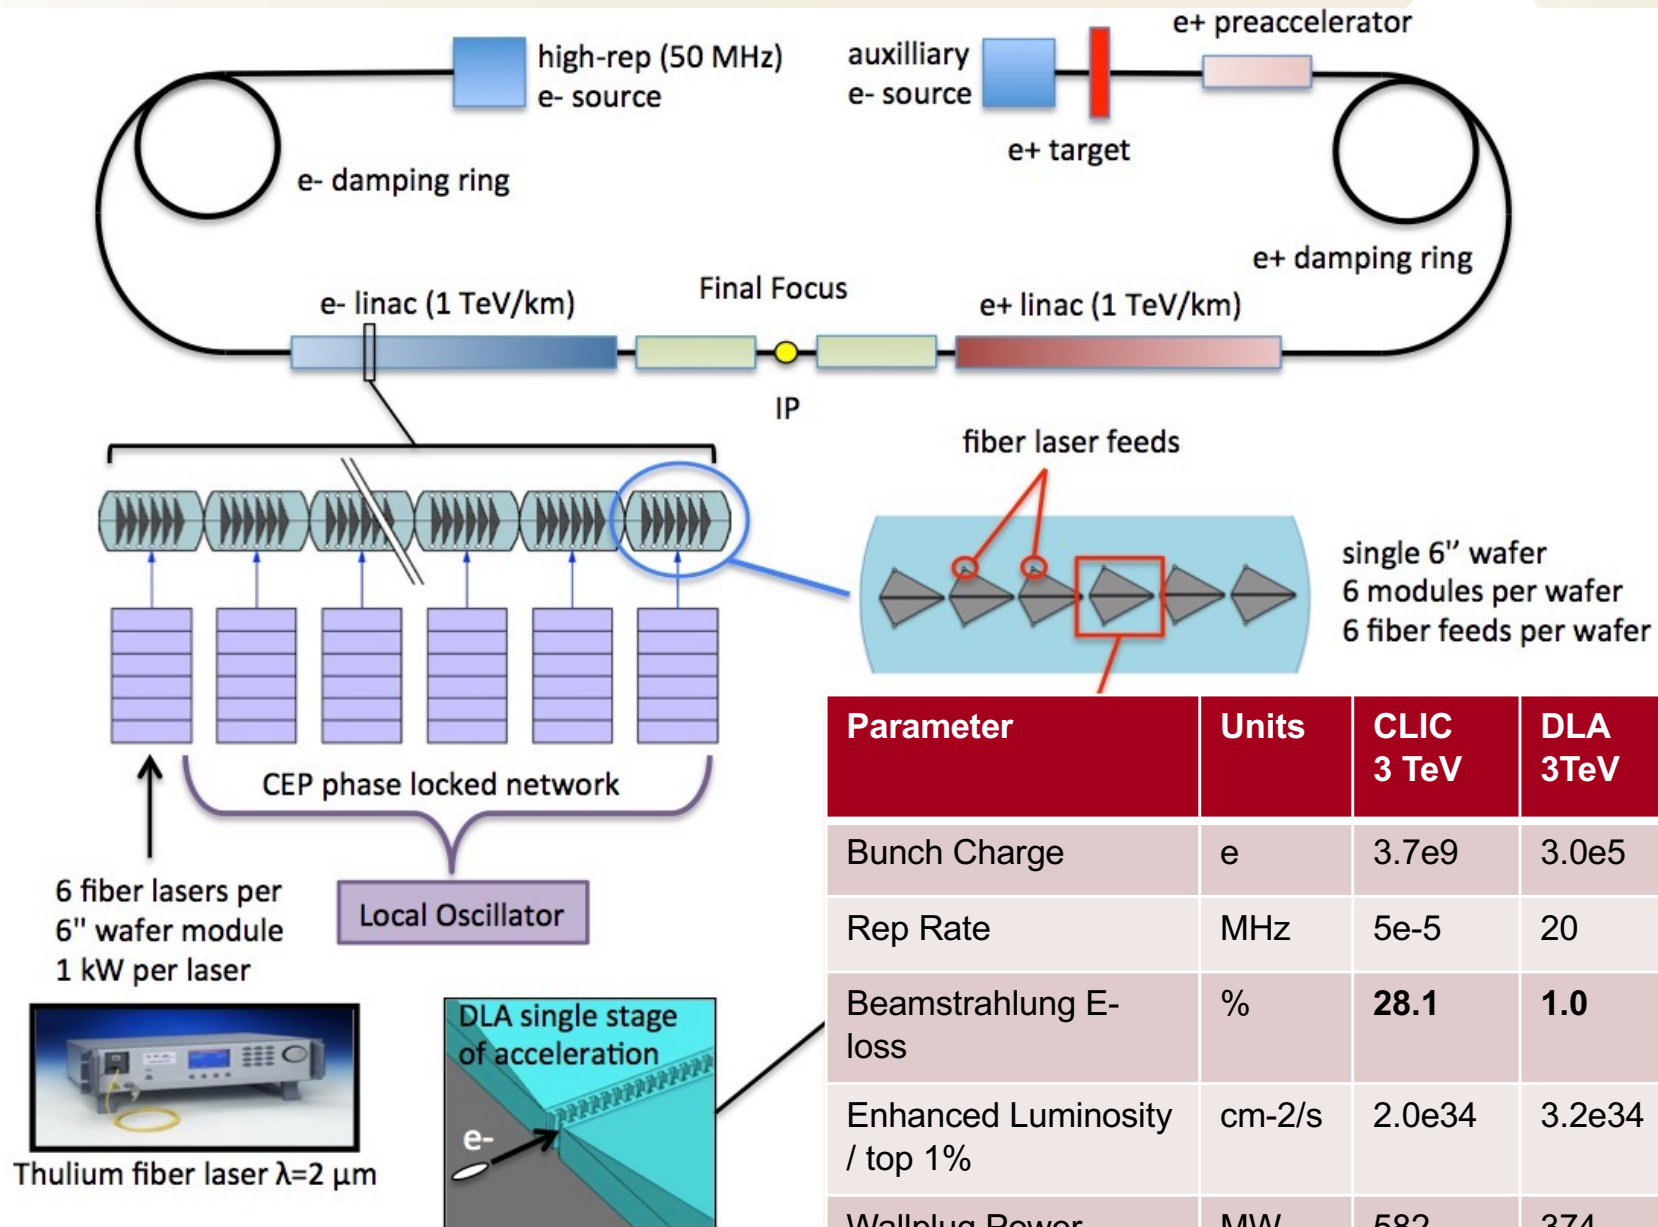 high-rep (50 MHz)
e- source
auxilliary
e- source
e+ preaccelerator
e+ target
e- damping ring
e+ damping ring
e- linac (1 TeV/km)
Final Focus
e+ linac (1 TeV/km)
IP
fiber laser feeds
single 6'' wafer
6 modules per wafer
6 fiber feeds per wafer
CEP phase locked network
Local Oscillator
6 fiber lasers per
6" wafer module
1 kW per laser
Thulium fiber laser λ=2 μm
DLA single stage
of acceleration
e-
Parameter Units CLIC DLA
3 TeV 3TeV
Bunch Charge e 3.7e9 3.0e5
Rep Rate MHz 5e-5 20
Beamstrahlung E- % 28.1 1.0
loss
Enhanced Luminosity cm-2/s 2.0e34 3.2e34
/ top 1%
Wallplug Power MW 582 374